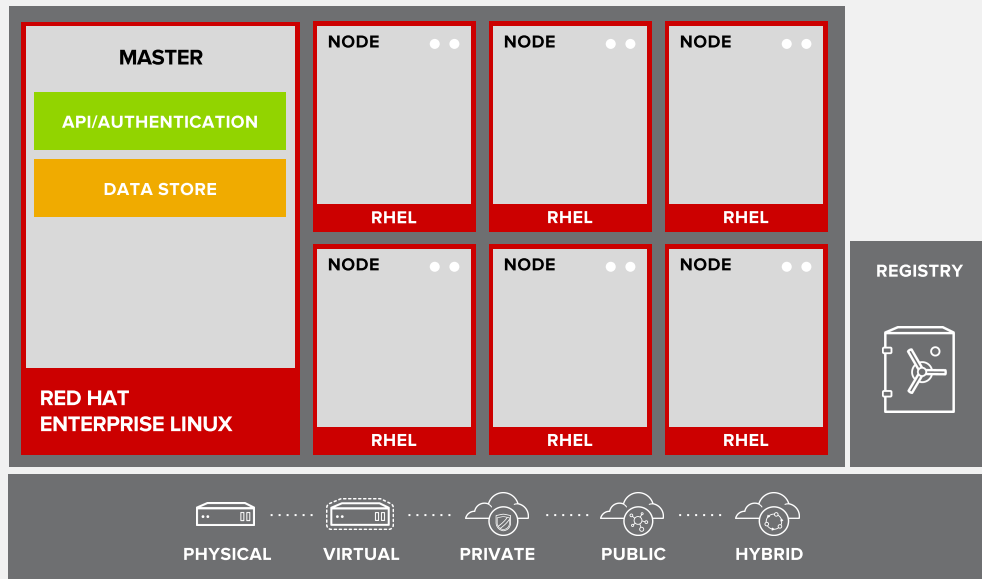 MASTER
API/AUTHENTICATION
DATA STORE
RED HAT
ENTERPRISE LINUX
NODE
RHEL
NODE
RHEL
NODE
RHEL
NODE
RHEL
NODE
RHEL
NODE
RHEL
REGISTRY
PHYSICAL
VIRTUAL
PRIVATE
PUBLIC
HYBRID